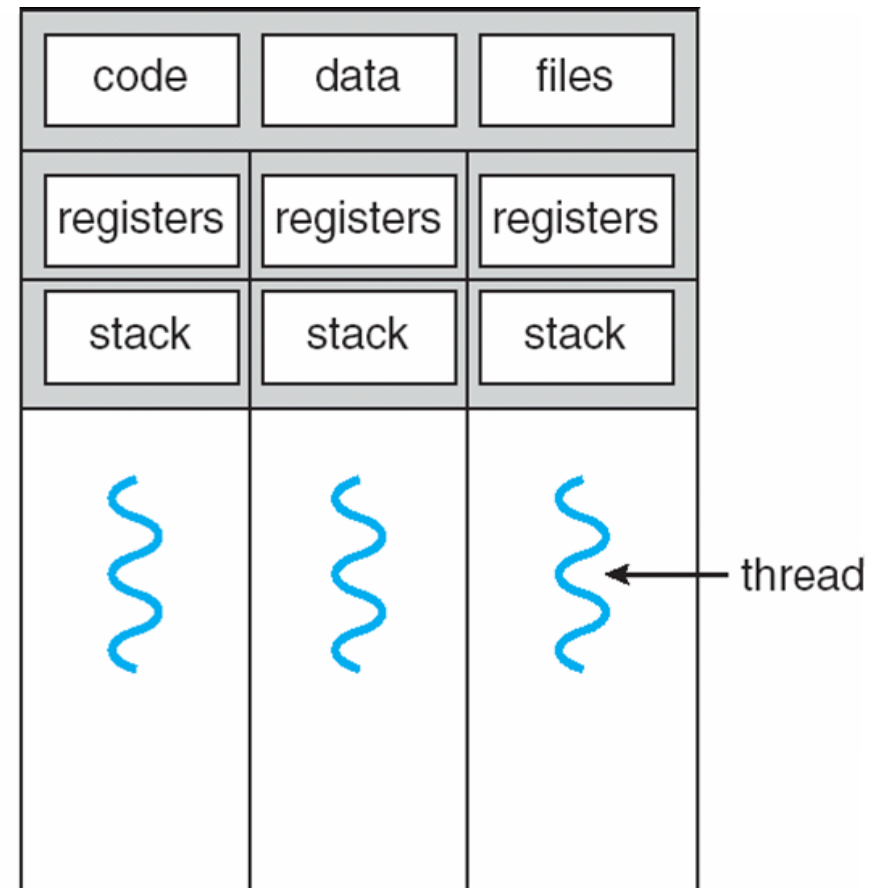 code data files
registers registers registers
stack stack stack
thread